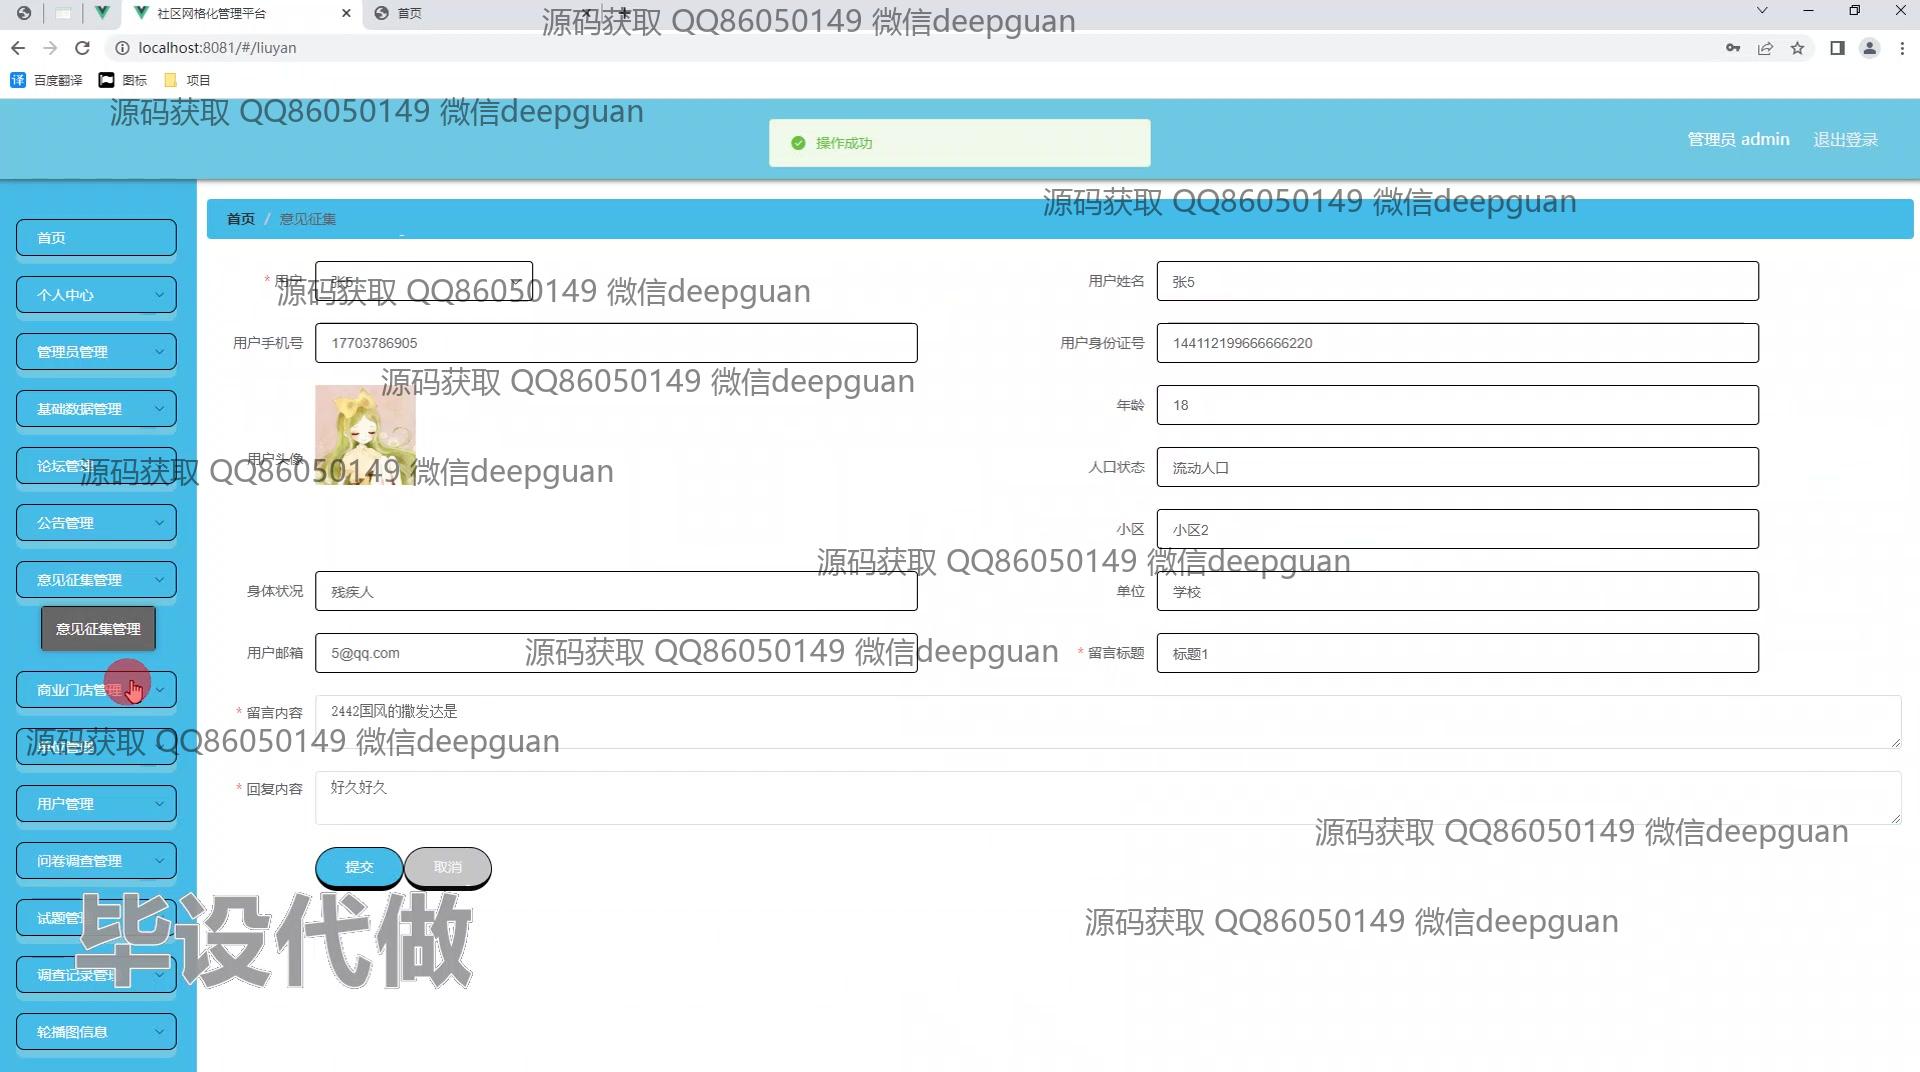 社区网格化管理平台
首页
源码获取 QQ86050149 微信deepguan
localhost:8081/#/liuyan
百度翻译
图标
项目
源码获取 QQ86050149 微信deepguan
操作成功
管理员 admin
退出登录
源码获取 QQ86050149 微信deepguan
首页 / 意见征集
首页
个人中心
管理员管理
基础数据管理
论坛管理
公告管理
意见征集管理
意见征集管理
商业门店管理
用户管理
问卷调查管理
试题管理
调查记录管理
轮播图信息
* 用户 张5
用户姓名 张5
源码获取 QQ86050149 微信deepguan
用户手机号 17703786905
用户身份证号 144112199666666220
源码获取 QQ86050149 微信deepguan
年龄 18
用户头像
源码获取 QQ86050149 微信deepguan
人口状态 流动人口
小区 小区2
源码获取 QQ86050149 微信deepguan
身体状况 残疾人
单位 学校
用户邮箱 5@qq.com
源码获取 QQ86050149 微信deepguan
* 留言标题 标题1
* 留言内容 2442国风的撒发达是
源码获取 QQ86050149 微信deepguan
* 回复内容 好久好久
源码获取 QQ86050149 微信deepguan
提交
取消
源码获取 QQ86050149 微信deepguan
毕设代做